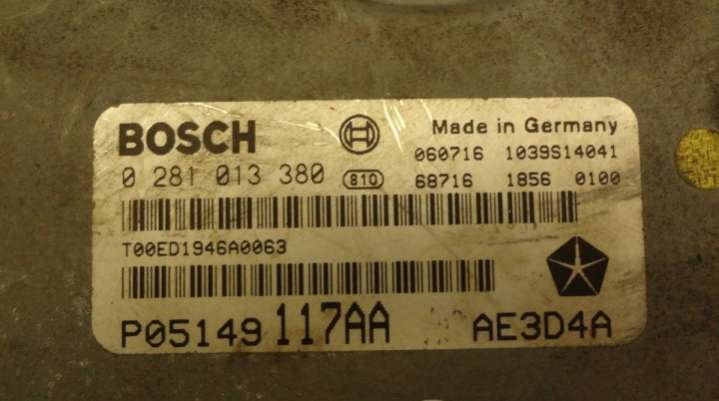 BOSCH
Made in Germany
060716 1039S14041
0 281 013 380 810 68716 1856 0100
T00ED1946A0063
P05149117AA AE3D4A